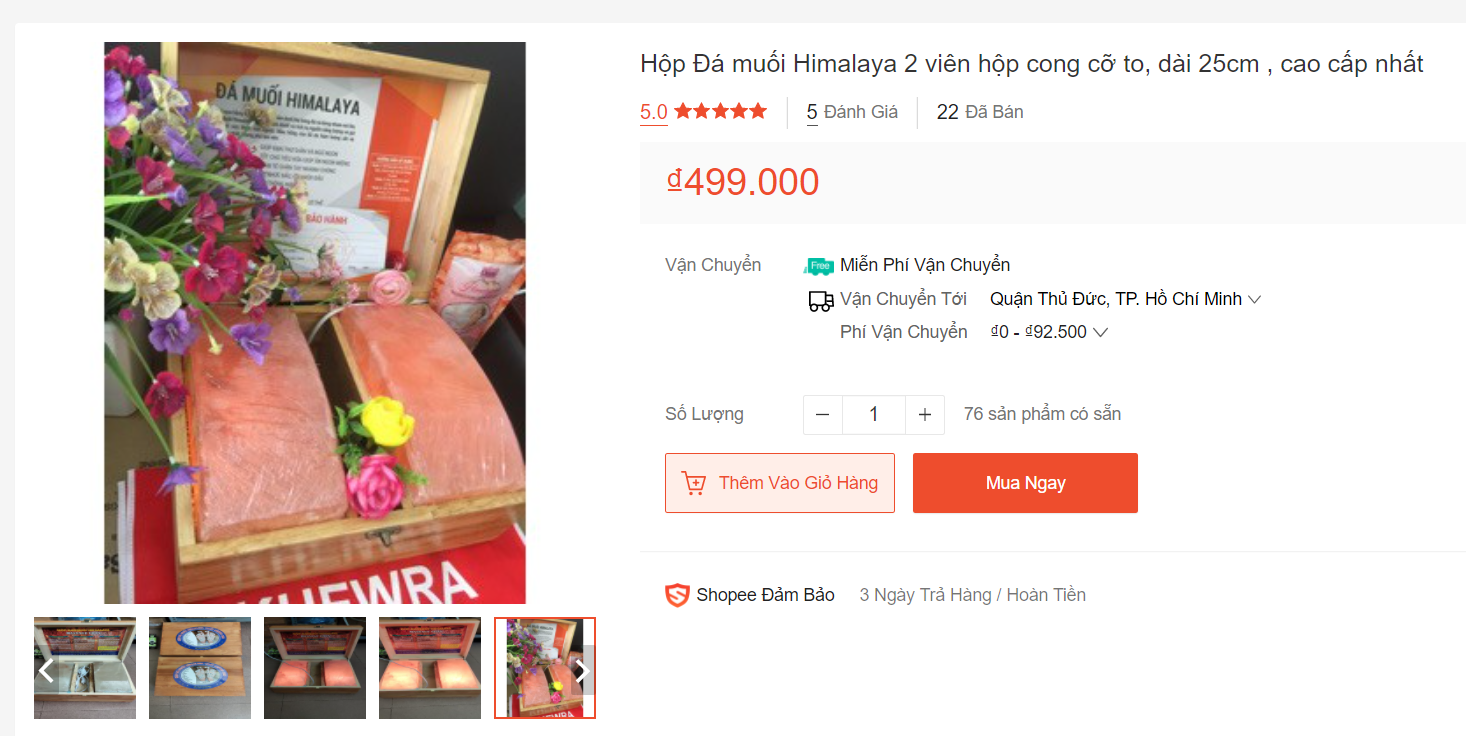 Hộp Đá muối Himalaya 2 viên hộp cong cỡ to, dài 25cm , cao cấp nhất
5.0
5 Đánh Giá
22 Đã Bán
₫499.000
Vận Chuyển
Free Miễn Phí Vận Chuyển
Vận Chuyển Tới Quận Thủ Đức, TP. Hồ Chí Minh
Phí Vận Chuyển ₫0 - ₫92.500
Số Lượng
1
76 sản phẩm có sẵn
Thêm Vào Giỏ Hàng
Mua Ngay
Shopee Đảm Bảo
3 Ngày Trả Hàng / Hoàn Tiền
ĐÁ MUỐI HIMALAYA
BẢO HÀNH
KHEWRA